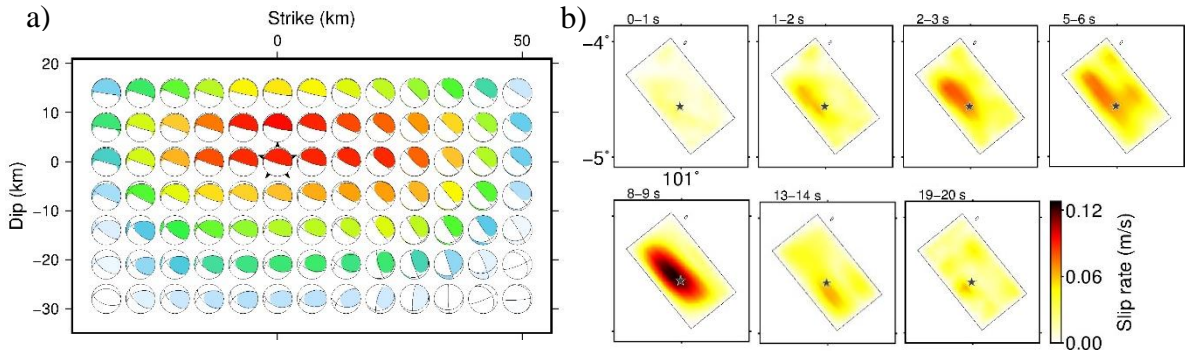 a)
Strike (km)
0 50
20
10
0
−10
−20
−30
Dip (km)
b)
0−1 s 1−2 s 2−3 s 5−6 s
−4˚
−5˚
101˚
8−9 s 13−14 s 19−20 s
0.12
0.06
0.00
Slip rate (m/s)